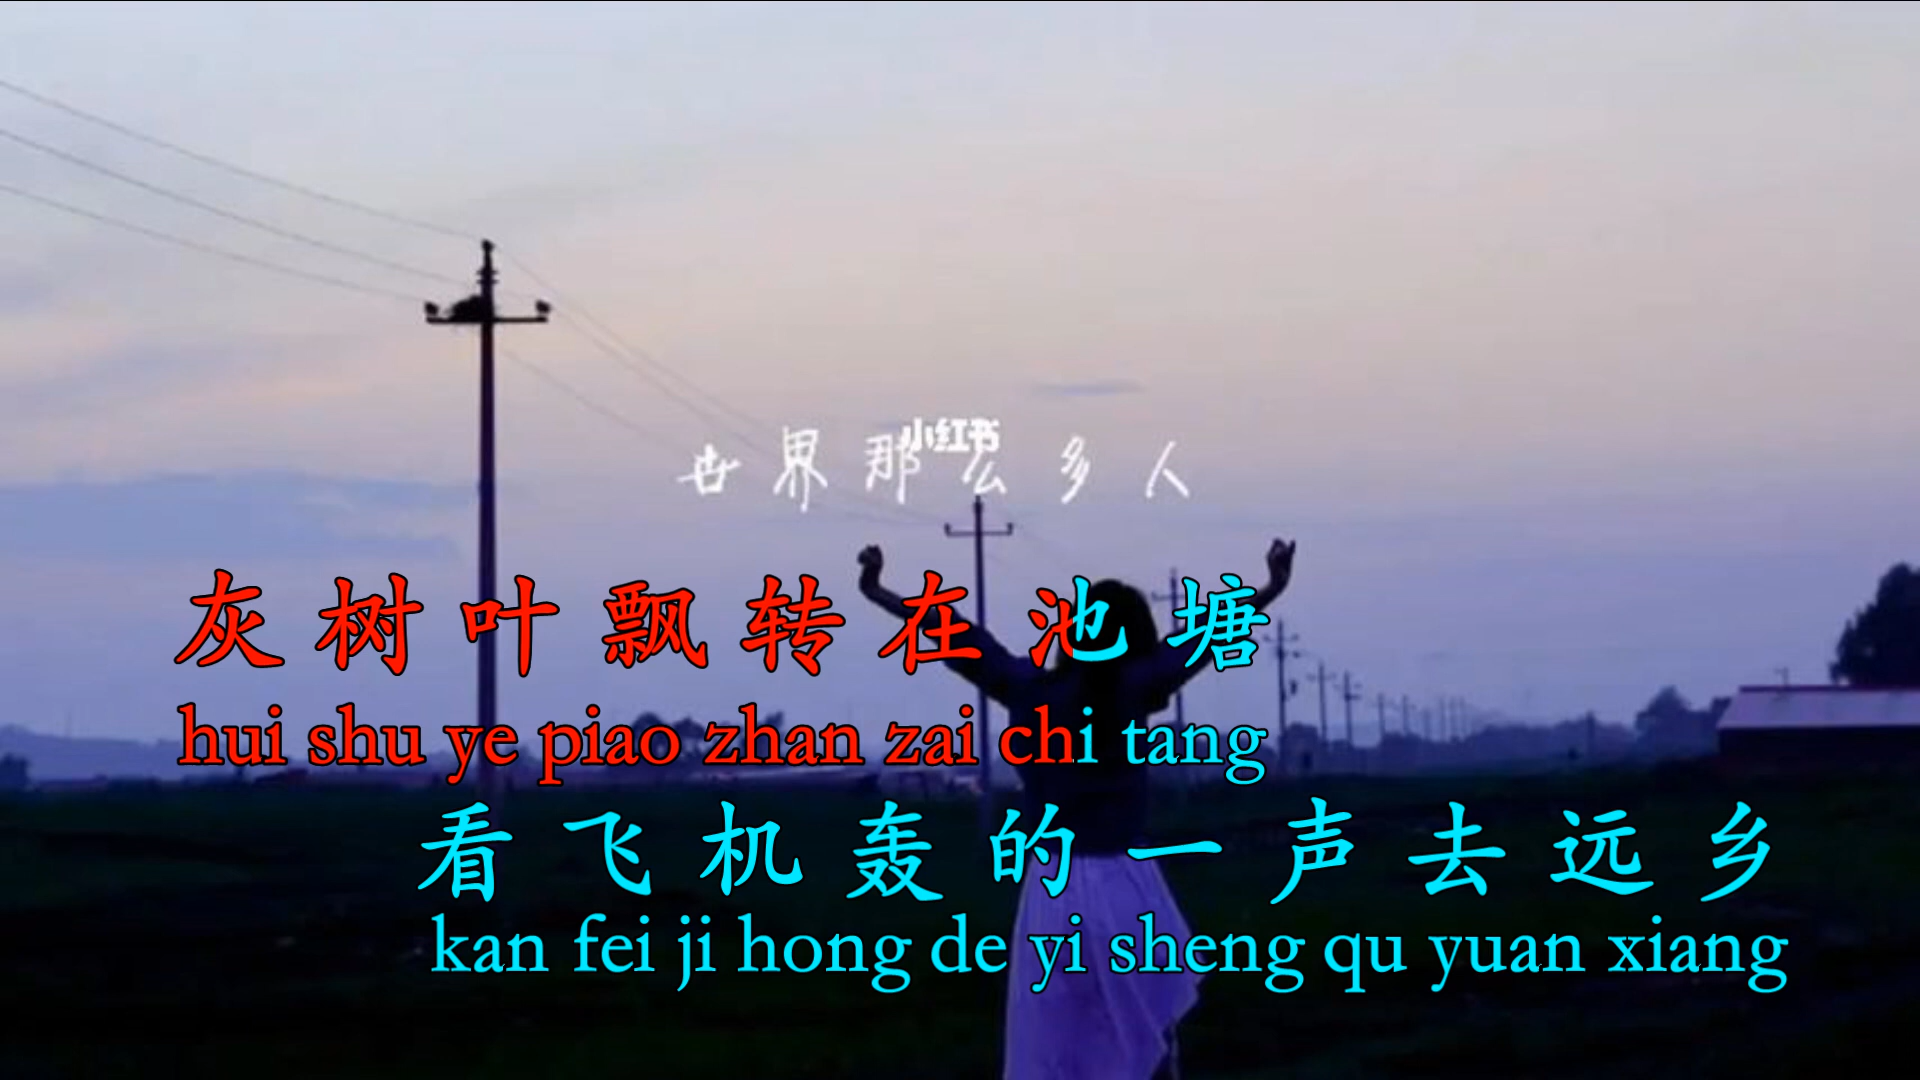 小红书
世界那么多人
灰树叶飘转在池塘
hui shu ye piao zhan zai chi tang
看飞机轰的一声去远乡
kan fei ji hong de yi sheng qu yuan xiang